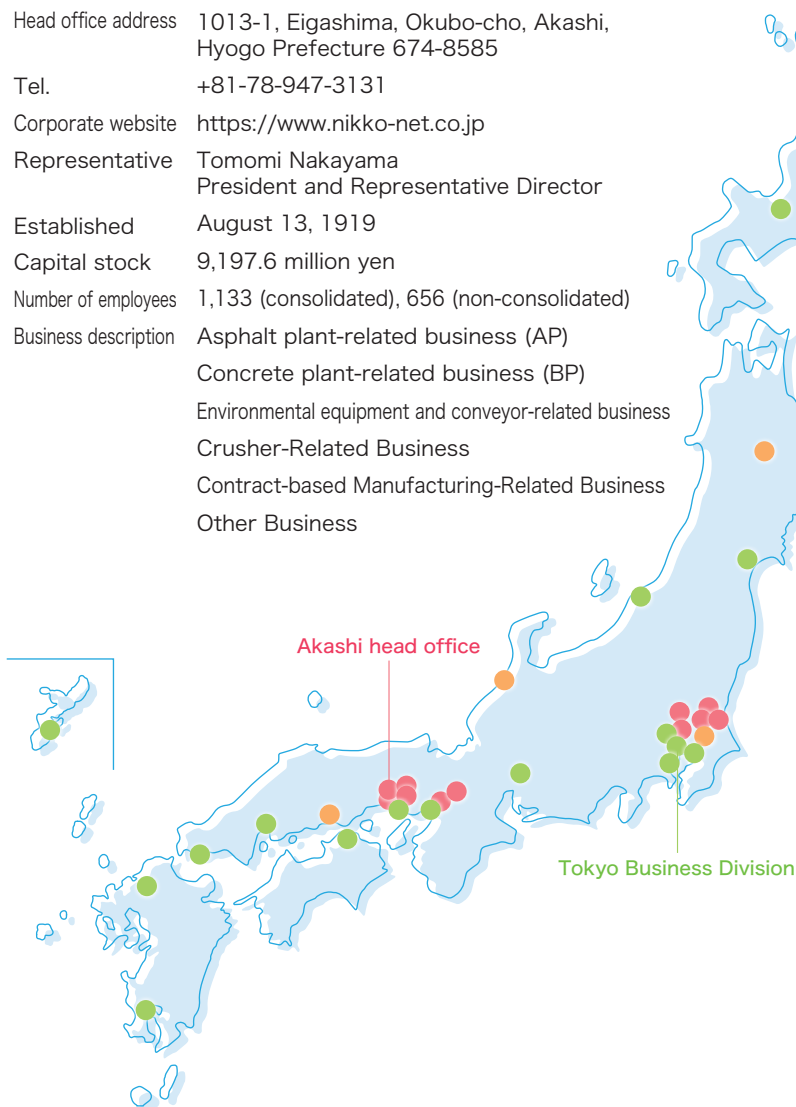 Head office address 1013-1, Eigashima, Okubo-cho, Akashi,
Hyogo Prefecture 674-8585
Tel. +81-78-947-3131
Corporate website https://www.nikko-net.co.jp
Representative Tomomi Nakayama
President and Representative Director
Established August 13, 1919
Capital stock 9,197.6 million yen
Number of employees 1,133 (consolidated), 656 (non-consolidated)
Business description Asphalt plant-related business (AP)
Concrete plant-related business (BP)
Environmental equipment and conveyor-related business
Crusher-Related Business
Contract-based Manufacturing-Related Business
Other Business
Akashi head office
Tokyo Business Division